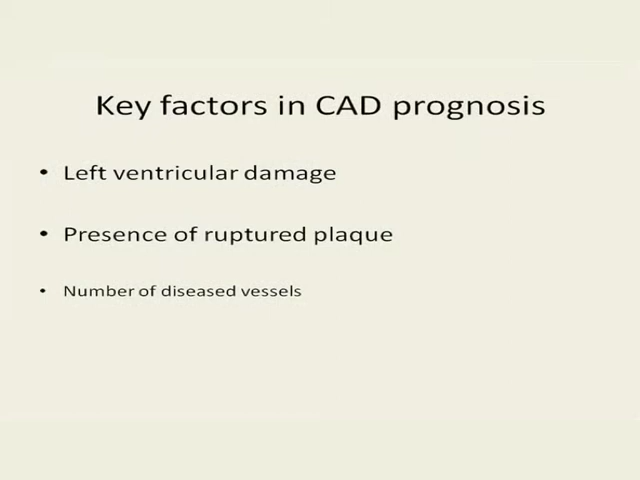 Key factors in CAD prognosis
• Left ventricular damage
• Presence of ruptured plaque
• Number of diseased vessels